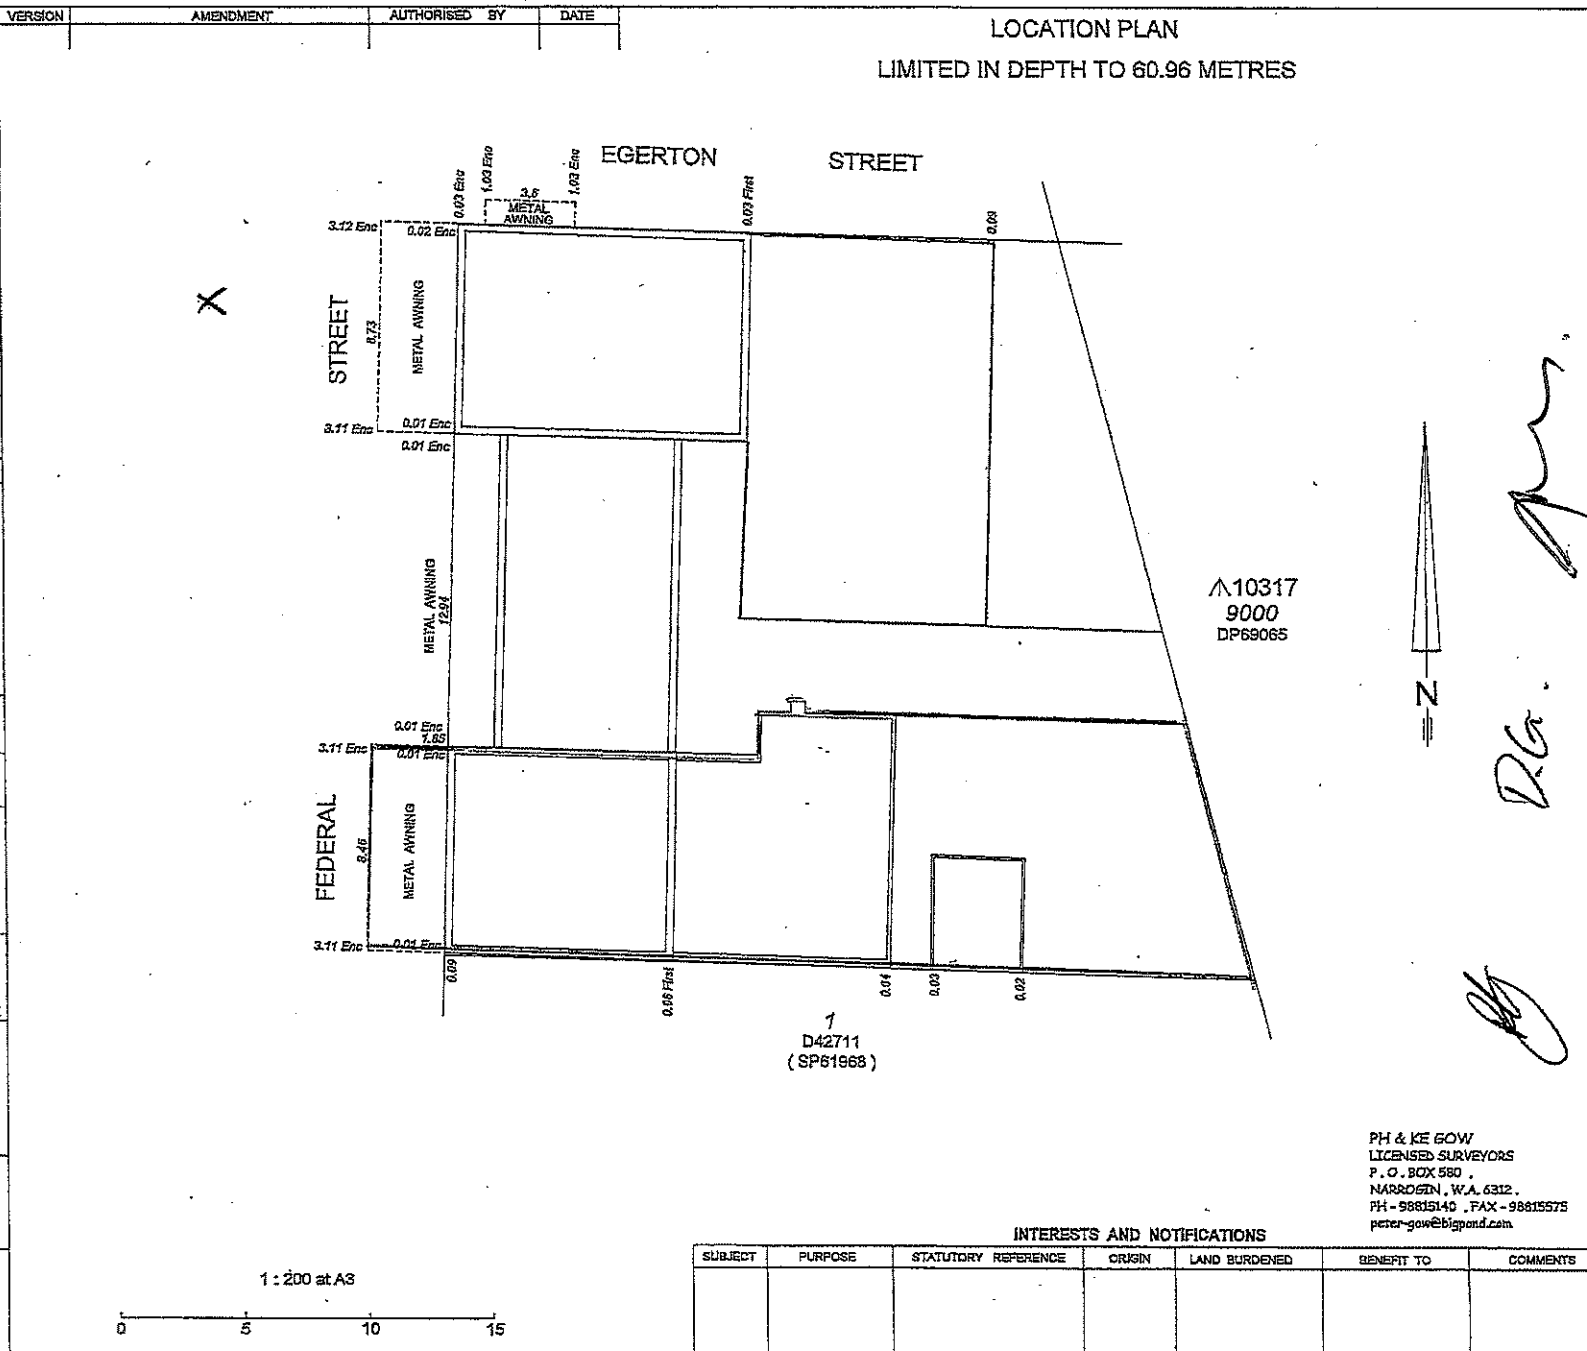 VERSION AMENDMENT AUTHORISED BY DATE
LOCATION PLAN
LIMITED IN DEPTH TO 60.96 METRES
EGERTON STREET
0.03 Enc
1.03 Enc
3.6
1.03 Enc
METAL
AWNING
0.03 First
0.09
3.12 Enc
0.02 Enc
X
STREET
8.73
METAL AWNING
3.11 Enc
0.01 Enc
0.01 Enc
METAL AWNING
12.94
10317
9000
DP69065
N
0.01 Enc
1.85
3.11 Enc
0.01 Enc
FEDERAL
8.46
METAL AWNING
D.G.
3.11 Enc
0.01 Enc
0.09
0.06 First
0.04
0.03
0.02
1
D42711
( SP61968 )
PH & KE GOW
LICENSED SURVEYORS
P.O. BOX 580 .
NARROGIN , W.A. 6312 .
PH - 98815140 . FAX - 98815575
peter-gow@bigpond.com
INTERESTS AND NOTIFICATIONS
SUBJECT PURPOSE STATUTORY REFERENCE ORIGIN LAND BURDENED BENEFIT TO COMMENTS
1 : 200 at A3
0 5 10 15